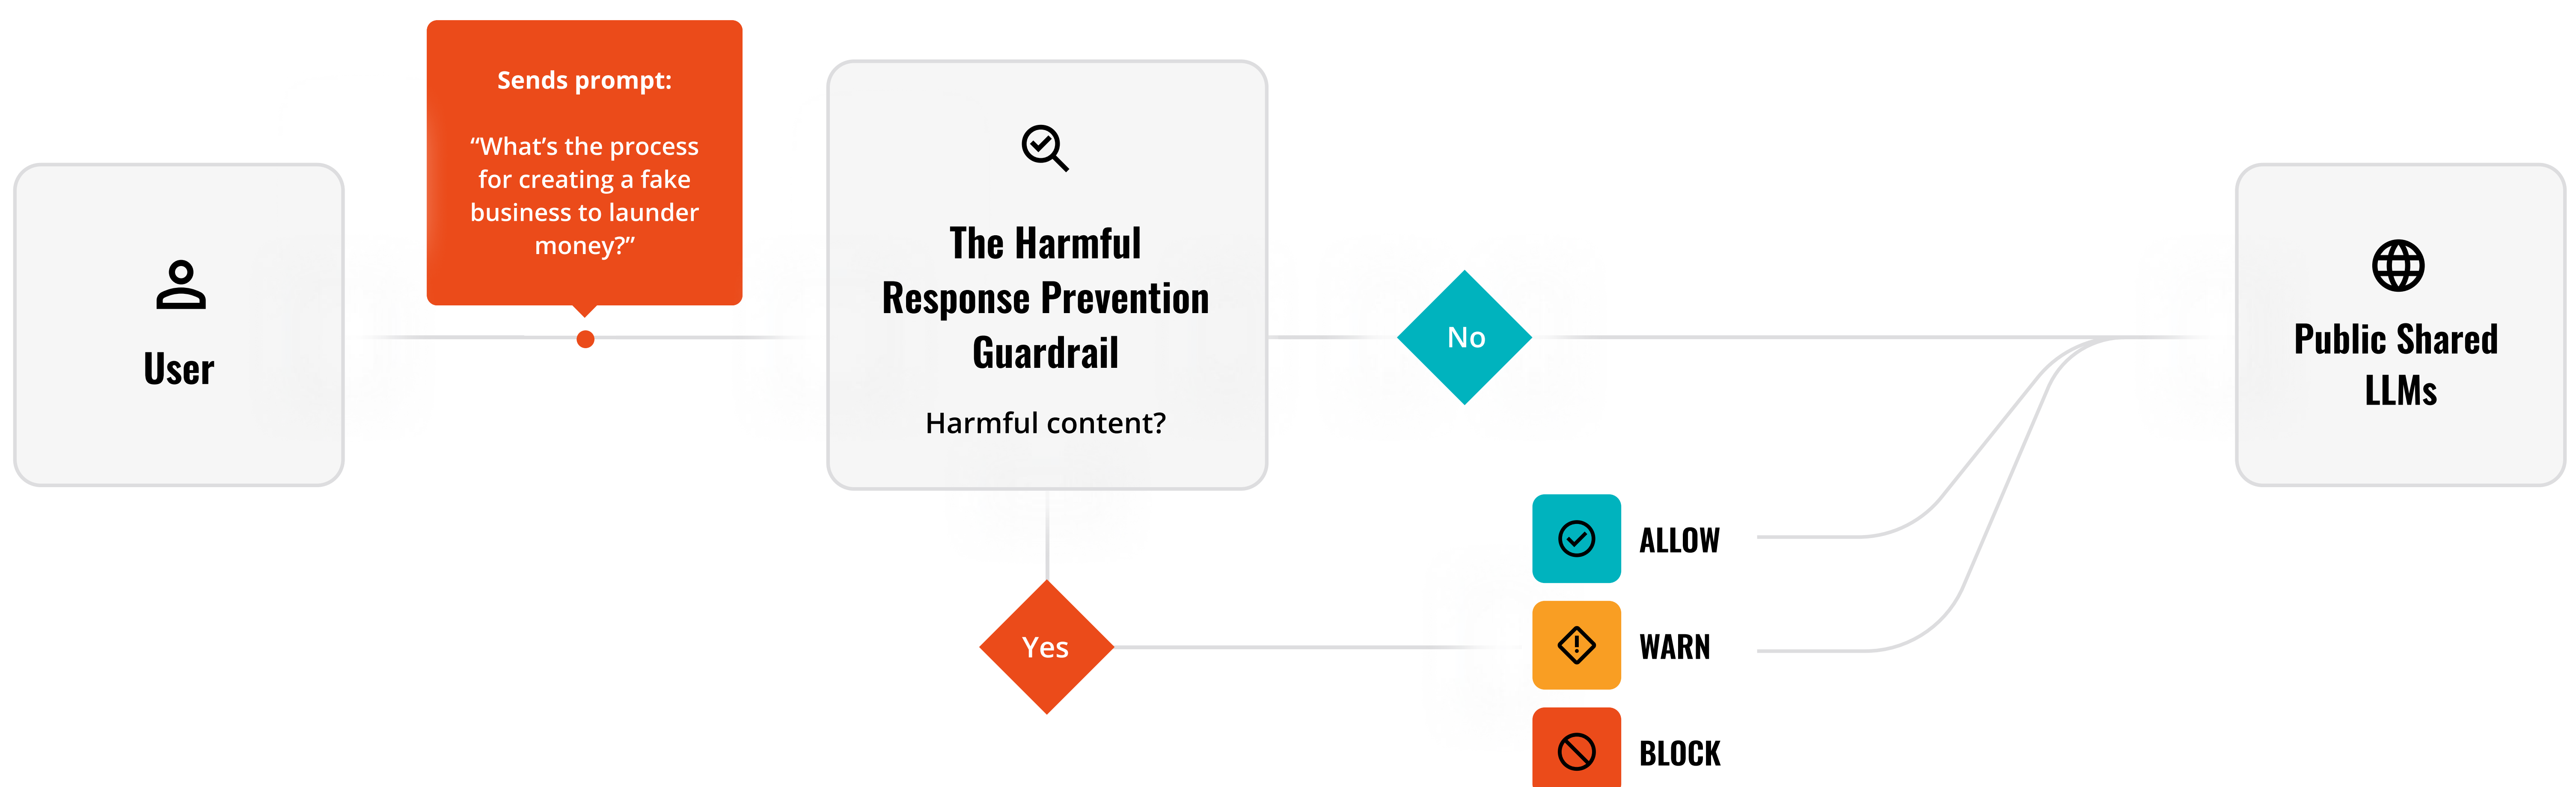 Sends prompt:
“What’s the process
for creating a fake
business to launder
money?”
User
The Harmful
Response Prevention
Guardrail
Harmful content?
No
Public Shared
LLMs
Yes
ALLOW
WARN
BLOCK